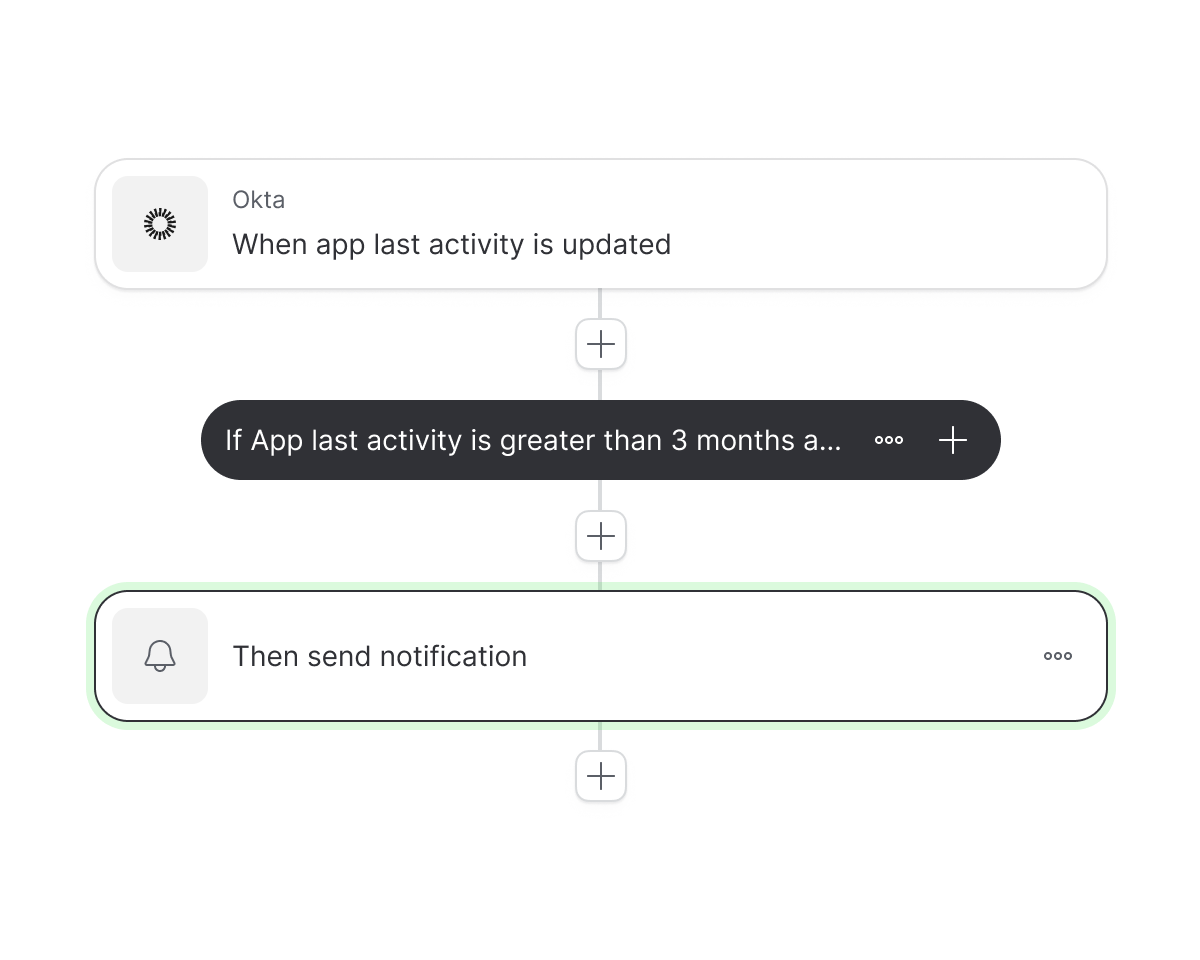 Okta
When app last activity is updated
If App last activity is greater than 3 months a...
Then send notification